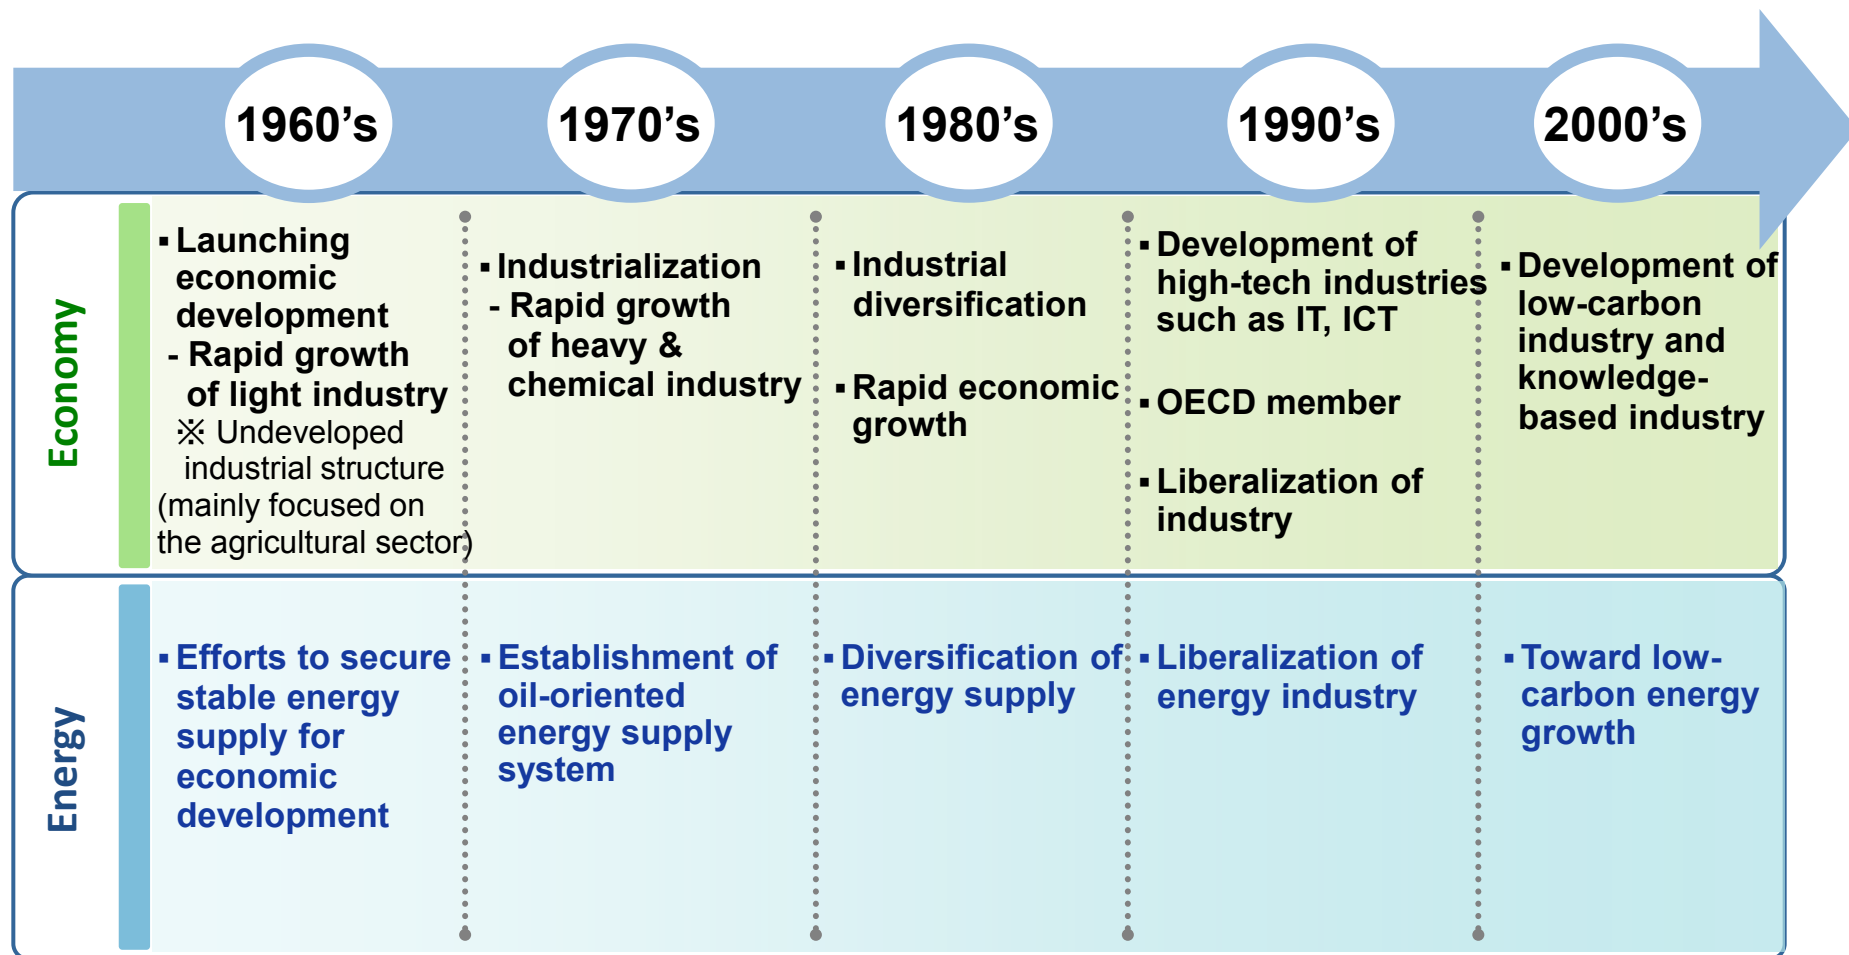 1960’s
1970’s
1980’s
1990’s
2000’s
Economy
▪ Launching
economic
development
- Rapid growth
of light industry
※ Undeveloped
industrial structure
(mainly focused on
the agricultural sector)
▪ Industrialization
- Rapid growth
of heavy &
chemical industry
▪ Industrial
diversification
▪ Rapid economic
growth
▪ Development of
high-tech industries
such as IT, ICT
▪ OECD member
▪ Liberalization of
industry
▪ Development of
low-carbon
industry and
knowledge-
based industry
Energy
▪ Efforts to secure
stable energy
supply for
economic
development
▪ Establishment of
oil-oriented
energy supply
system
▪ Diversification of
energy supply
▪ Liberalization of
energy industry
▪ Toward low-
carbon energy
growth